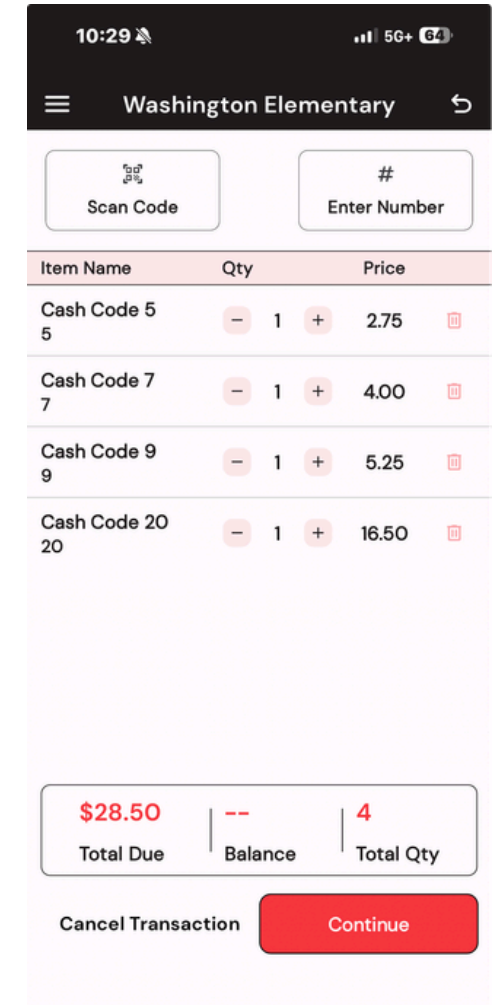 10:29
5G+ 64
Washington Elementary
Scan Code
# Enter Number
Item Name Qty Price
Cash Code 5
5
− 1 + 2.75
Cash Code 7
7
− 1 + 4.00
Cash Code 9
9
− 1 + 5.25
Cash Code 20
20
− 1 + 16.50
$28.50 -- 4
Total Due Balance Total Qty
Cancel Transaction Continue